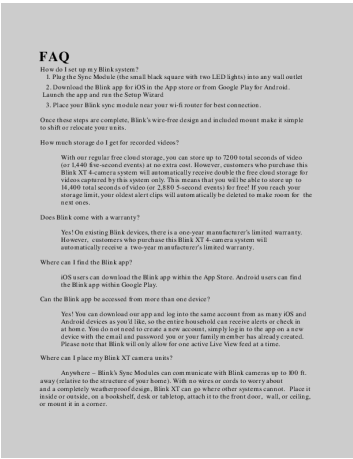 FAQ
How do I set up my Blink system?
1. Plug the Sync Module (the small black square with two LED lights) into any wall outlet
2. Download the Blink app for iOS in the App store or from Google Play for Android.
Launch the app and run the Setup Wizard
3. Place your Blink sync module near your wi-fi router for best connection.
Once these steps are complete, Blink's wire-free design and included mount make it simple
to shift or relocate your units.
How much storage do I get for recorded videos?
With our regular free cloud storage, you can store up to 7200 total seconds of video
(or 1,440 five-second events) at no extra cost. However, customers who purchase this
Blink XT 4-camera system will automatically receive double the free cloud storage for
videos captured by this system only. This means that you will be able to store up to
14,400 total seconds of video (or 2,880 5-second events) for free! If you reach your
storage limit, your oldest alert clips will automatically be deleted to make room for the
next ones.
Does Blink come with a warranty?
Yes! On existing Blink devices, there is a one-year manufacturer's limited warranty.
However, customers who purchase this Blink XT 4-camera system will
automatically receive a two-year manufacturer's limited warranty.
Where can I find the Blink app?
iOS users can download the Blink app within the App Store. Android users can find
the Blink app within Google Play.
Can the Blink app be accessed from more than one device?
Yes! You can download our app and log into the same account from as many iOS and
Android devices as you'd like, so the entire household can receive alerts or check in
at home. You do not need to create a new account, simply log in to the app on a new
device with the email and password you or your family member has already created.
Please note that Blink will only allow for one active Live View feed at a time.
Where can I place my Blink XT camera units?
Anywhere – Blink's Sync Modules can communicate with Blink cameras up to 100 ft.
away (relative to the structure of your home). With no wires or cords to worry about
and a completely weatherproof design, Blink XT can go where other systems cannot. Place it
inside or outside, on a bookshelf, desk or tabletop, attach it to the front door, wall, or ceiling,
or mount it in a corner.